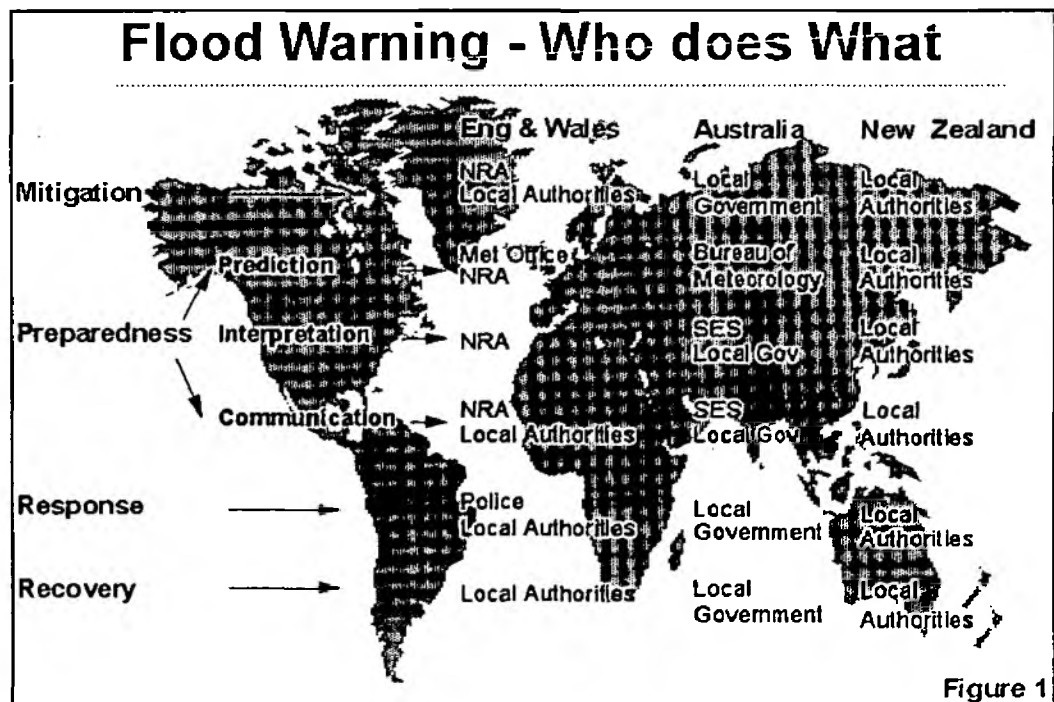 Flood Warning - Who does What
Eng & Wales Australia New Zealand
Mitigation NRA Local Local
Local Authorities Government Authorities
Prediction Met Office Bureau of Local
NRA Meteorology Authorities
Preparedness Interpretation NRA SES Local
Local Gov Authorities
Communication NRA SES Local
Local Authorities Local Gov Authorities
Response Police Local Local
Local Authorities Government Authorities
Recovery Local Authorities Local Local
Government Authorities
Figure 1